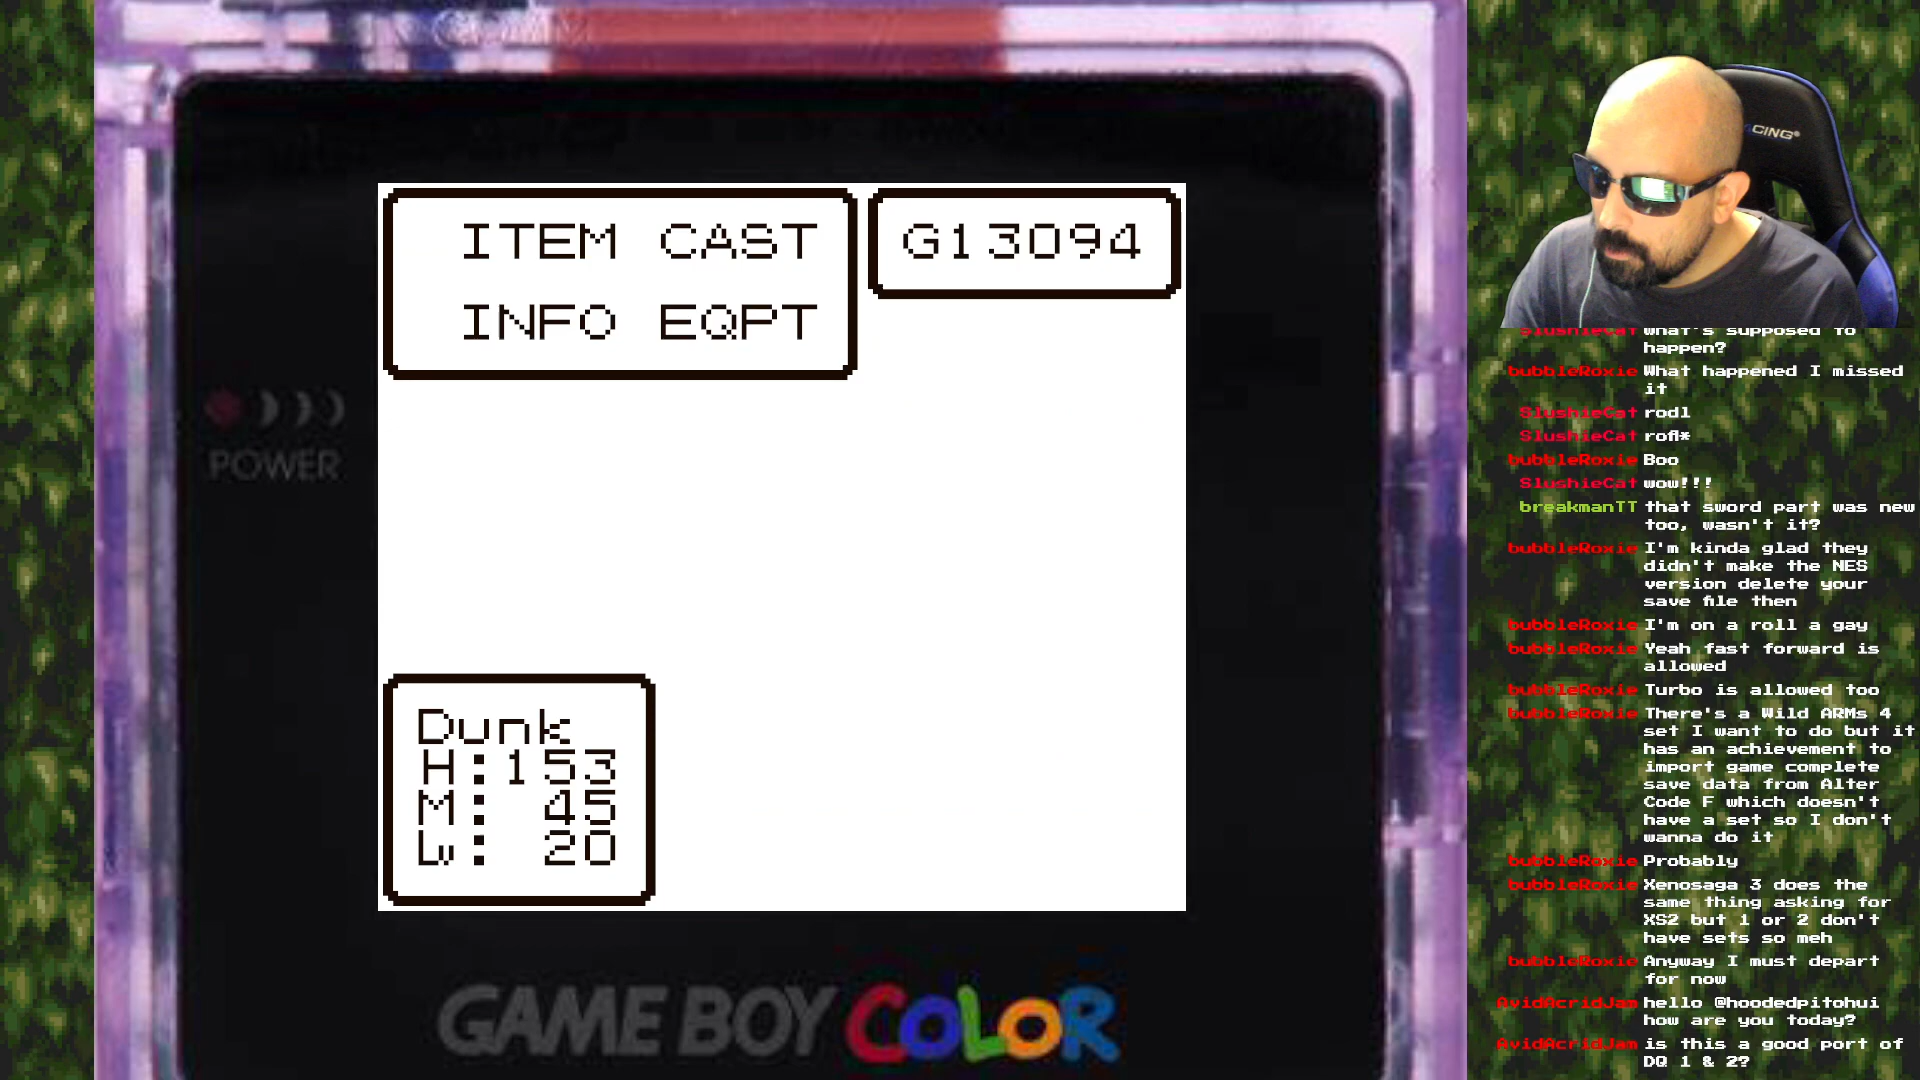 ITEM CAST
INFO EQPT
G13094
Dunk
H:153
M: 45
Lv: 20
POWER
GAME BOY COLOR
CING®
SlushieCat what's supposed to
happen?
bubbleRoxie What happened I missed
it
SlushieCat rodl
SlushieCat rofl*
bubbleRoxie Boo
SlushieCat wow!!!
breakmanTT that sword part was new
too, wasn't it?
bubbleRoxie I'm kinda glad they
didn't make the NES
version delete your
save file then
bubbleRoxie I'm on a roll a gay
bubbleRoxie Yeah fast forward is
allowed
bubbleRoxie Turbo is allowed too
bubbleRoxie There's a Wild ARMs 4
set I want to do but it
has an achievement to
import game complete
save data from Alter
Code F which doesn't
have a set so I don't
wanna do it
bubbleRoxie Probably
bubbleRoxie Xenosaga 3 does the
same thing asking for
XS2 but 1 or 2 don't
have sets so meh
bubbleRoxie Anyway I must depart
for now
AvidAcridJam hello @hoodedpitohui
how are you today?
AvidAcridJam is this a good port of
DQ 1 & 2?